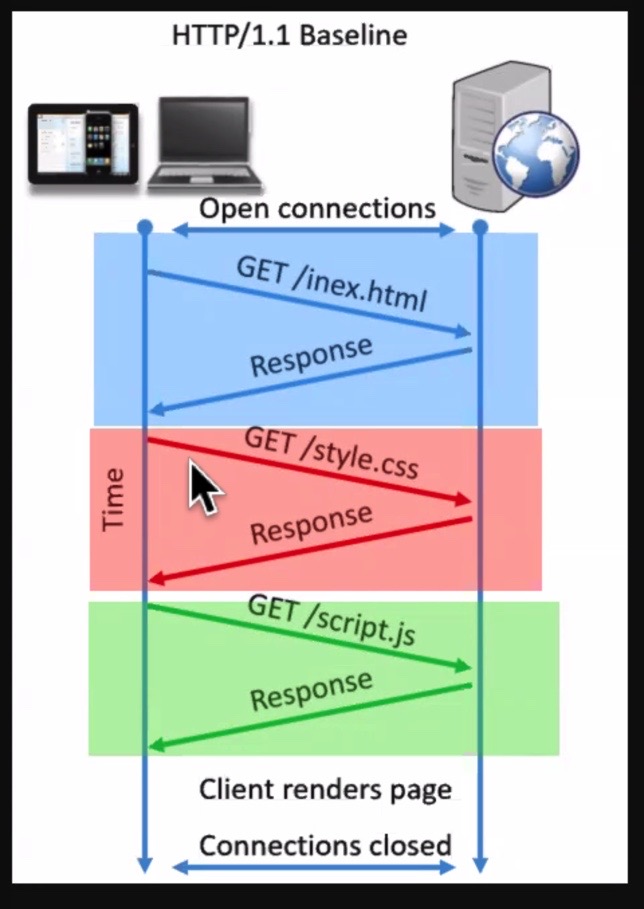 HTTP/1.1 Baseline
Open connections
GET /inex.html
Response
GET /style.css
Time
Response
GET /script.js
Response
Client renders page
Connections closed